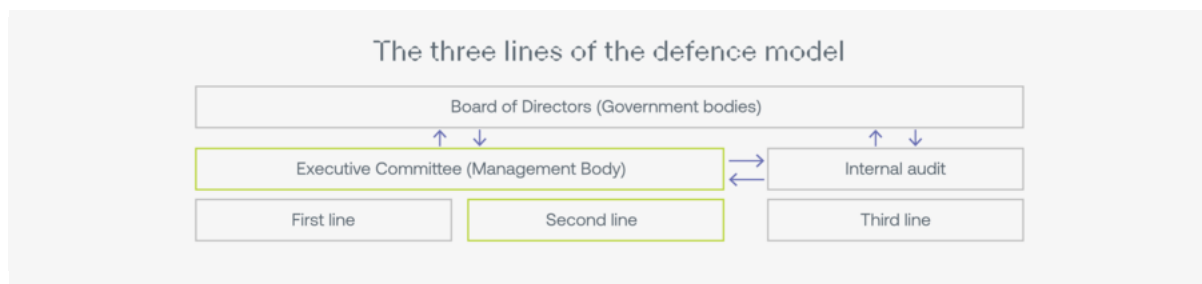 The three lines of the defence model
Board of Directors (Government bodies)
Executive Committee (Management Body)
Internal audit
First line
Second line
Third line